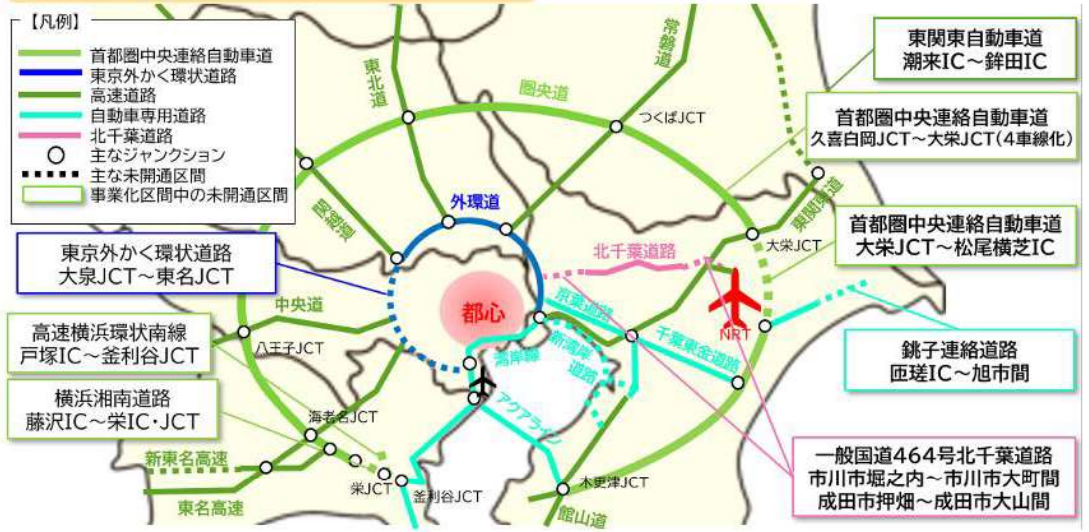 【凡例】
首都圏中央連絡自動車道
東京外かく環状道路
高速道路
自動車専用道路
北千葉道路
主なジャンクション
主な未開通区間
事業化区間中の未開通区間
東関東自動車道
潮来IC～鉾田IC
首都圏中央連絡自動車道
久喜白岡JCT～大栄JCT(4車線化)
首都圏中央連絡自動車道
大栄JCT～松尾横芝IC
銚子連絡道路
匝瑳IC～旭市間
一般国道464号北千葉道路
市川市堀之内～市川市大町間
成田市押畑～成田市大山間
東京外かく環状道路
大泉JCT～東名JCT
高速横浜環状南線
戸塚IC～釜利谷JCT
横浜湘南道路
藤沢IC～栄IC・JCT
東北道
常磐道
圏央道
つくばJCT
関越道
外環道
東関東道
大栄JCT
北千葉道路
中央道
都心
京葉道路
NRT
八王子JCT
湾岸線
新湾岸道路
千葉東金道路
海老名JCT
アクアライン
新東名高速
栄JCT
釜利谷JCT
木更津JCT
東名高速
館山道